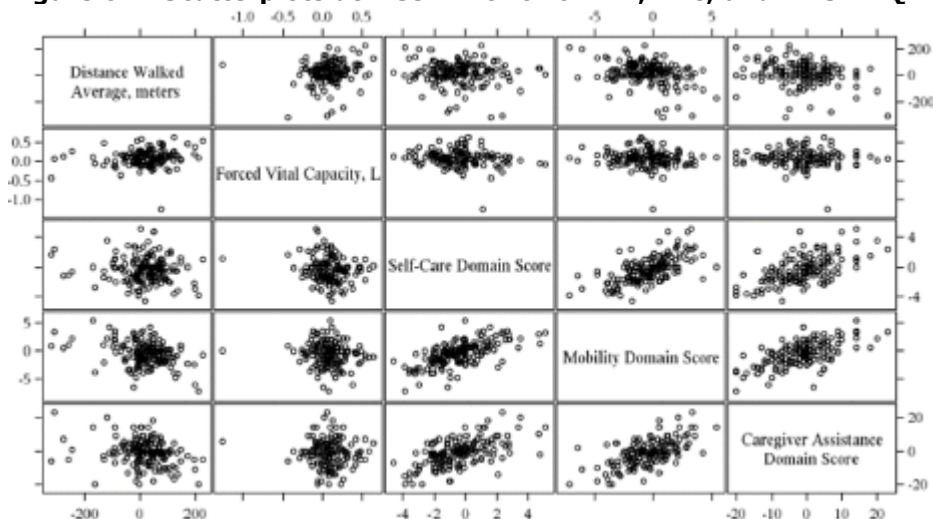 -1.0 -0.5 0.0 0.5 -5 0 5
Distance Walked
Average, meters
200
0
-200
0.5
0.0
-0.5
-1.0
Forced Vital Capacity, L
Self-Care Domain Score
4
0
-4
5
0
-5
Mobility Domain Score
Caregiver Assistance
Domain Score
20
0
-20
-200 0 200 -4 -2 0 2 4 -20 -10 0 10 20